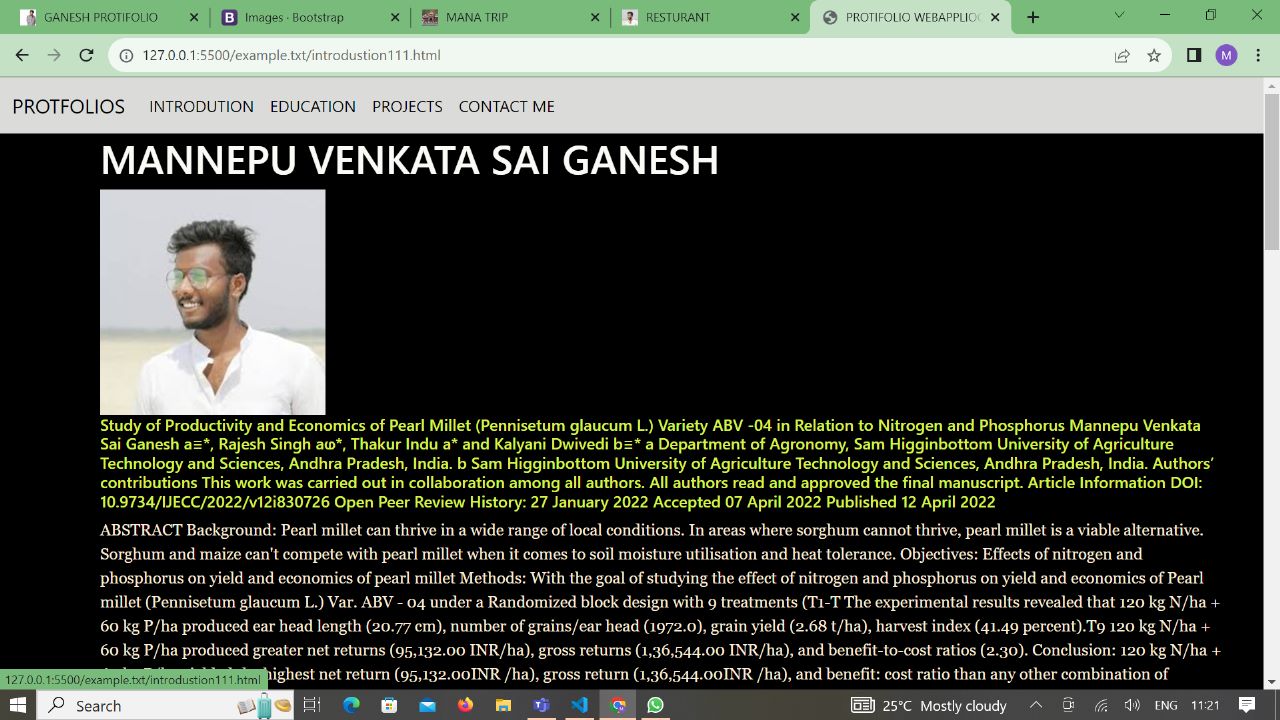 GANESH PROTIFOLIO
Images · Bootstrap
MANA TRIP
RESTURANT
PROTIFOLIO WEBAPPLIOC
127.0.0.1:5500/example.txt/introdustion111.html
M
PROTFOLIOS INTRODUTION EDUCATION PROJECTS CONTACT ME
MANNEPU VENKATA SAI GANESH
Study of Productivity and Economics of Pearl Millet (Pennisetum glaucum L.) Variety ABV -04 in Relation to Nitrogen and Phosphorus Mannepu Venkata
Sai Ganesh a≡*, Rajesh Singh aա*, Thakur Indu a* and Kalyani Dwivedi b≡* a Department of Agronomy, Sam Higginbottom University of Agriculture
Technology and Sciences, Andhra Pradesh, India. b Sam Higginbottom University of Agriculture Technology and Sciences, Andhra Pradesh, India. Authors’
contributions This work was carried out in collaboration among all authors. All authors read and approved the final manuscript. Article Information DOI:
10.9734/IJECC/2022/v12i830726 Open Peer Review History: 27 January 2022 Accepted 07 April 2022 Published 12 April 2022
ABSTRACT Background: Pearl millet can thrive in a wide range of local conditions. In areas where sorghum cannot thrive, pearl millet is a viable alternative.
Sorghum and maize can't compete with pearl millet when it comes to soil moisture utilisation and heat tolerance. Objectives: Effects of nitrogen and
phosphorus on yield and economics of pearl millet Methods: With the goal of studying the effect of nitrogen and phosphorus on yield and economics of Pearl
millet (Pennisetum glaucum L.) Var. ABV - 04 under a Randomized block design with 9 treatments (T1-T The experimental results revealed that 120 kg N/ha +
60 kg P/ha produced ear head length (20.77 cm), number of grains/ear head (1972.0), grain yield (2.68 t/ha), harvest index (41.49 percent).T9 120 kg N/ha +
60 kg P/ha produced greater net returns (95,132.00 INR/ha), gross returns (1,36,544.00 INR/ha), and benefit-to-cost ratios (2.30). Conclusion: 120 kg N/ha +
highest net return (95,132.00INR /ha), gross return (1,36,544.00INR /ha), and benefit: cost ratio than any other combination of
127.0.0.1:5500/example.txt/introdustion111.html
Search
25°C Mostly cloudy
ENG
11:21